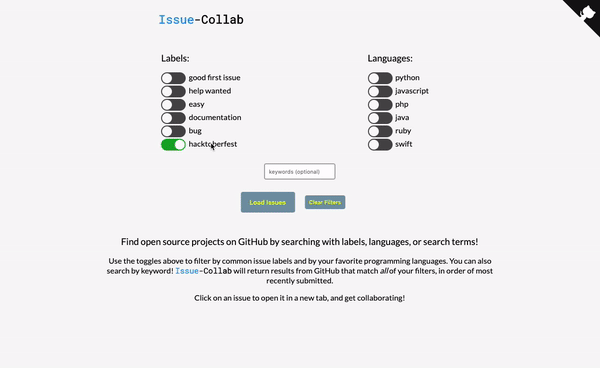 Issue-Collab
Labels:
good first issue
help wanted
easy
documentation
bug
hacktoberfest
Languages:
python
javascript
php
java
ruby
swift
keywords (optional)
Load Issues
Clear Filters
Find open source projects on GitHub by searching with labels, languages, or search terms!
Use the toggles above to filter by common issue labels and by your favorite programming languages. You can also
search by keyword! Issue-Collab will return results from GitHub that match all of your filters, in order of most
recently submitted.
Click on an issue to open it in a new tab, and get collaborating!